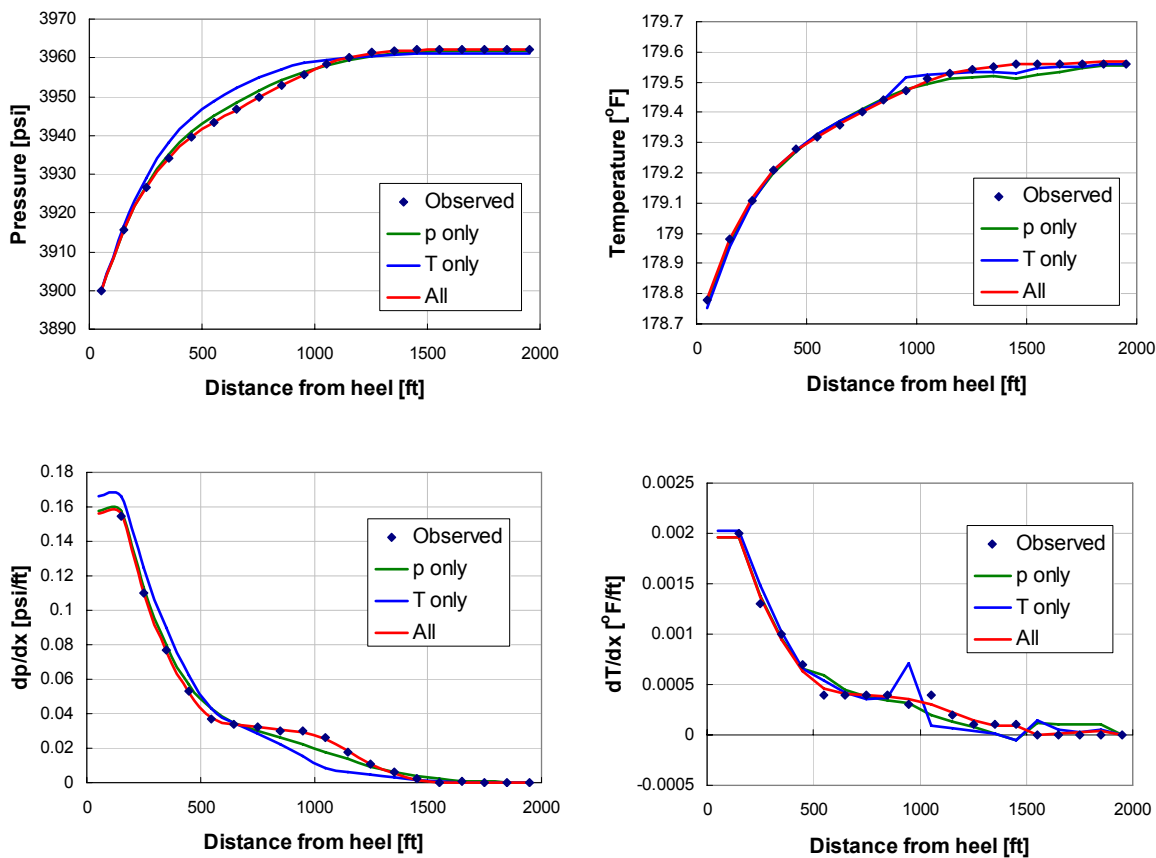 3970
3960
3950
3940
3930
3920
3910
3900
3890
Pressure [psi]
Observed
p only
T only
All
0 500 1000 1500 2000
Distance from heel [ft]
179.7
179.6
179.5
179.4
179.3
179.2
179.1
179
178.9
178.8
178.7
Temperature [°F]
Observed
p only
T only
All
0 500 1000 1500 2000
Distance from heel [ft]
0.18
0.16
0.14
0.12
0.1
0.08
0.06
0.04
0.02
0
dp/dx [psi/ft]
Observed
p only
T only
All
0 500 1000 1500 2000
Distance from heel [ft]
0.0025
0.002
0.0015
0.001
0.0005
0
-0.0005
dT/dx [°F/ft]
Observed
p only
T only
All
0 500 1000 1500 2000
Distance from heel [ft]